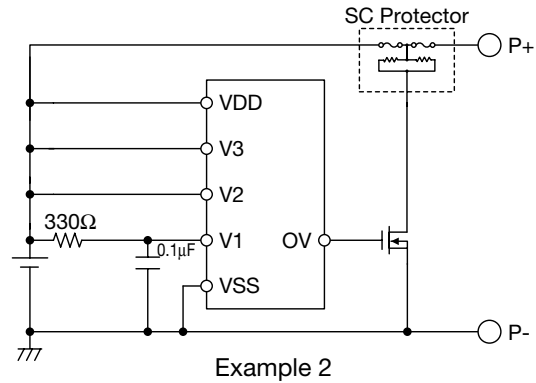 SC Protector
P+
VDD
V3
V2
330Ω
V1
0.1µF
OV
VSS
P-
Example 2